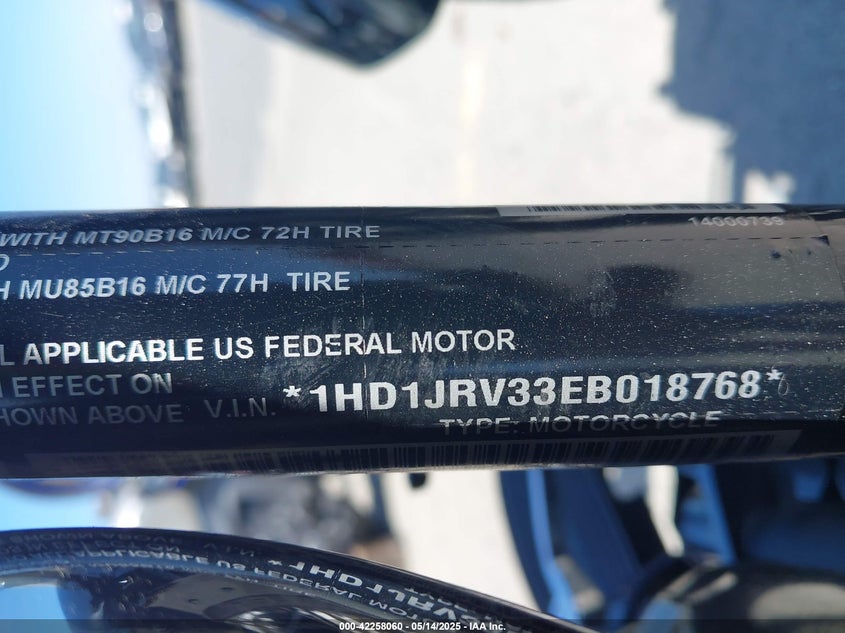 14000739
WITH MT90B16 M/C 72H TIRE
MU85B16 M/C 77H TIRE
APPLICABLE US FEDERAL MOTOR
EFFECT ON
HOWN ABOVE V.I.N. *1HD1JRV33EB018768*
TYPE: MOTORCYCLE
000-42258060 - 05/14/2025 - IAA Inc.